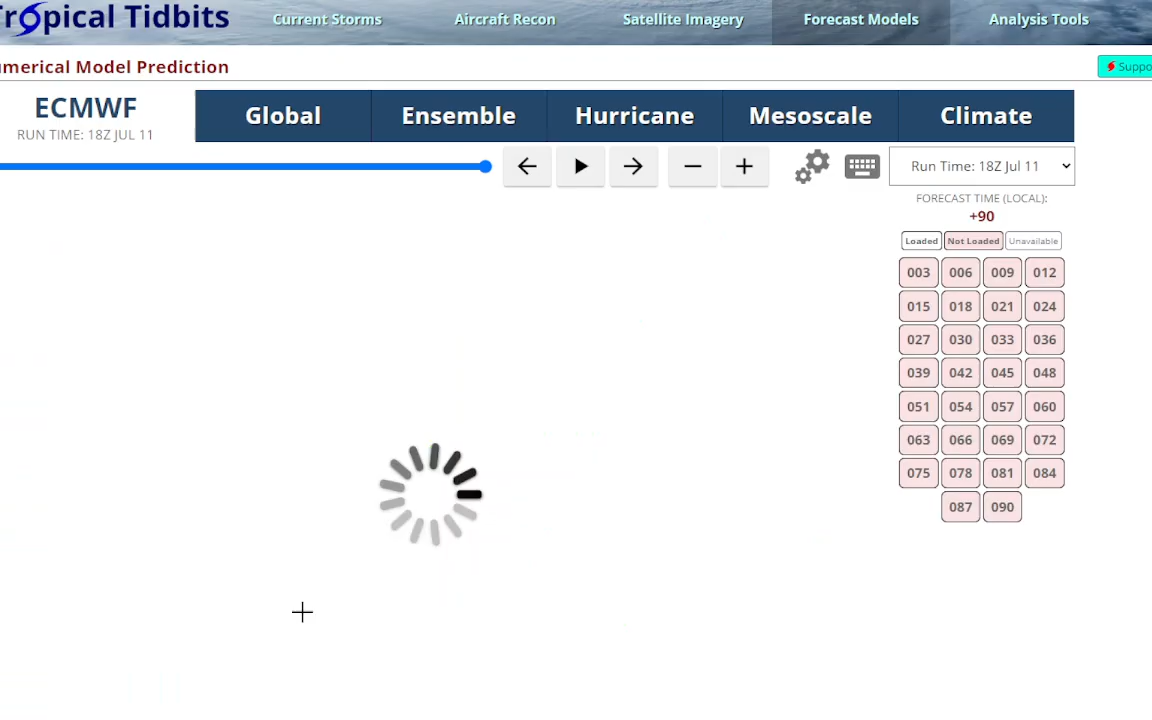 Tropical Tidbits
Current Storms
Aircraft Recon
Satellite Imagery
Forecast Models
Analysis Tools
umerical Model Prediction
Suppo
ECMWF
RUN TIME: 18Z JUL 11
Global
Ensemble
Hurricane
Mesoscale
Climate
Run Time: 18Z Jul 11
FORECAST TIME (LOCAL):
+90
Loaded Not Loaded Unavailable
003 006 009 012
015 018 021 024
027 030 033 036
039 042 045 048
051 054 057 060
063 066 069 072
075 078 081 084
087 090